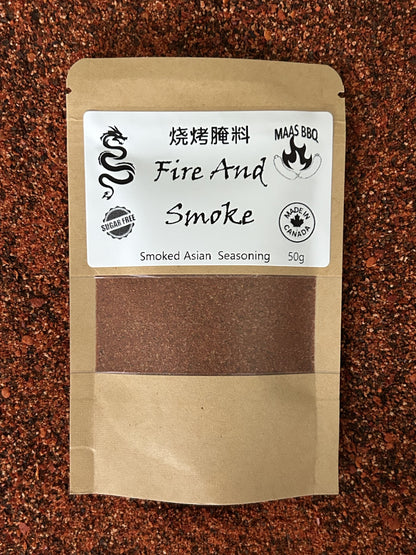 烧烤腌料
MAAS BBQ
Fire And
Smoke
SUGAR FREE
MADE IN
CANADA
Smoked Asian Seasoning 50g